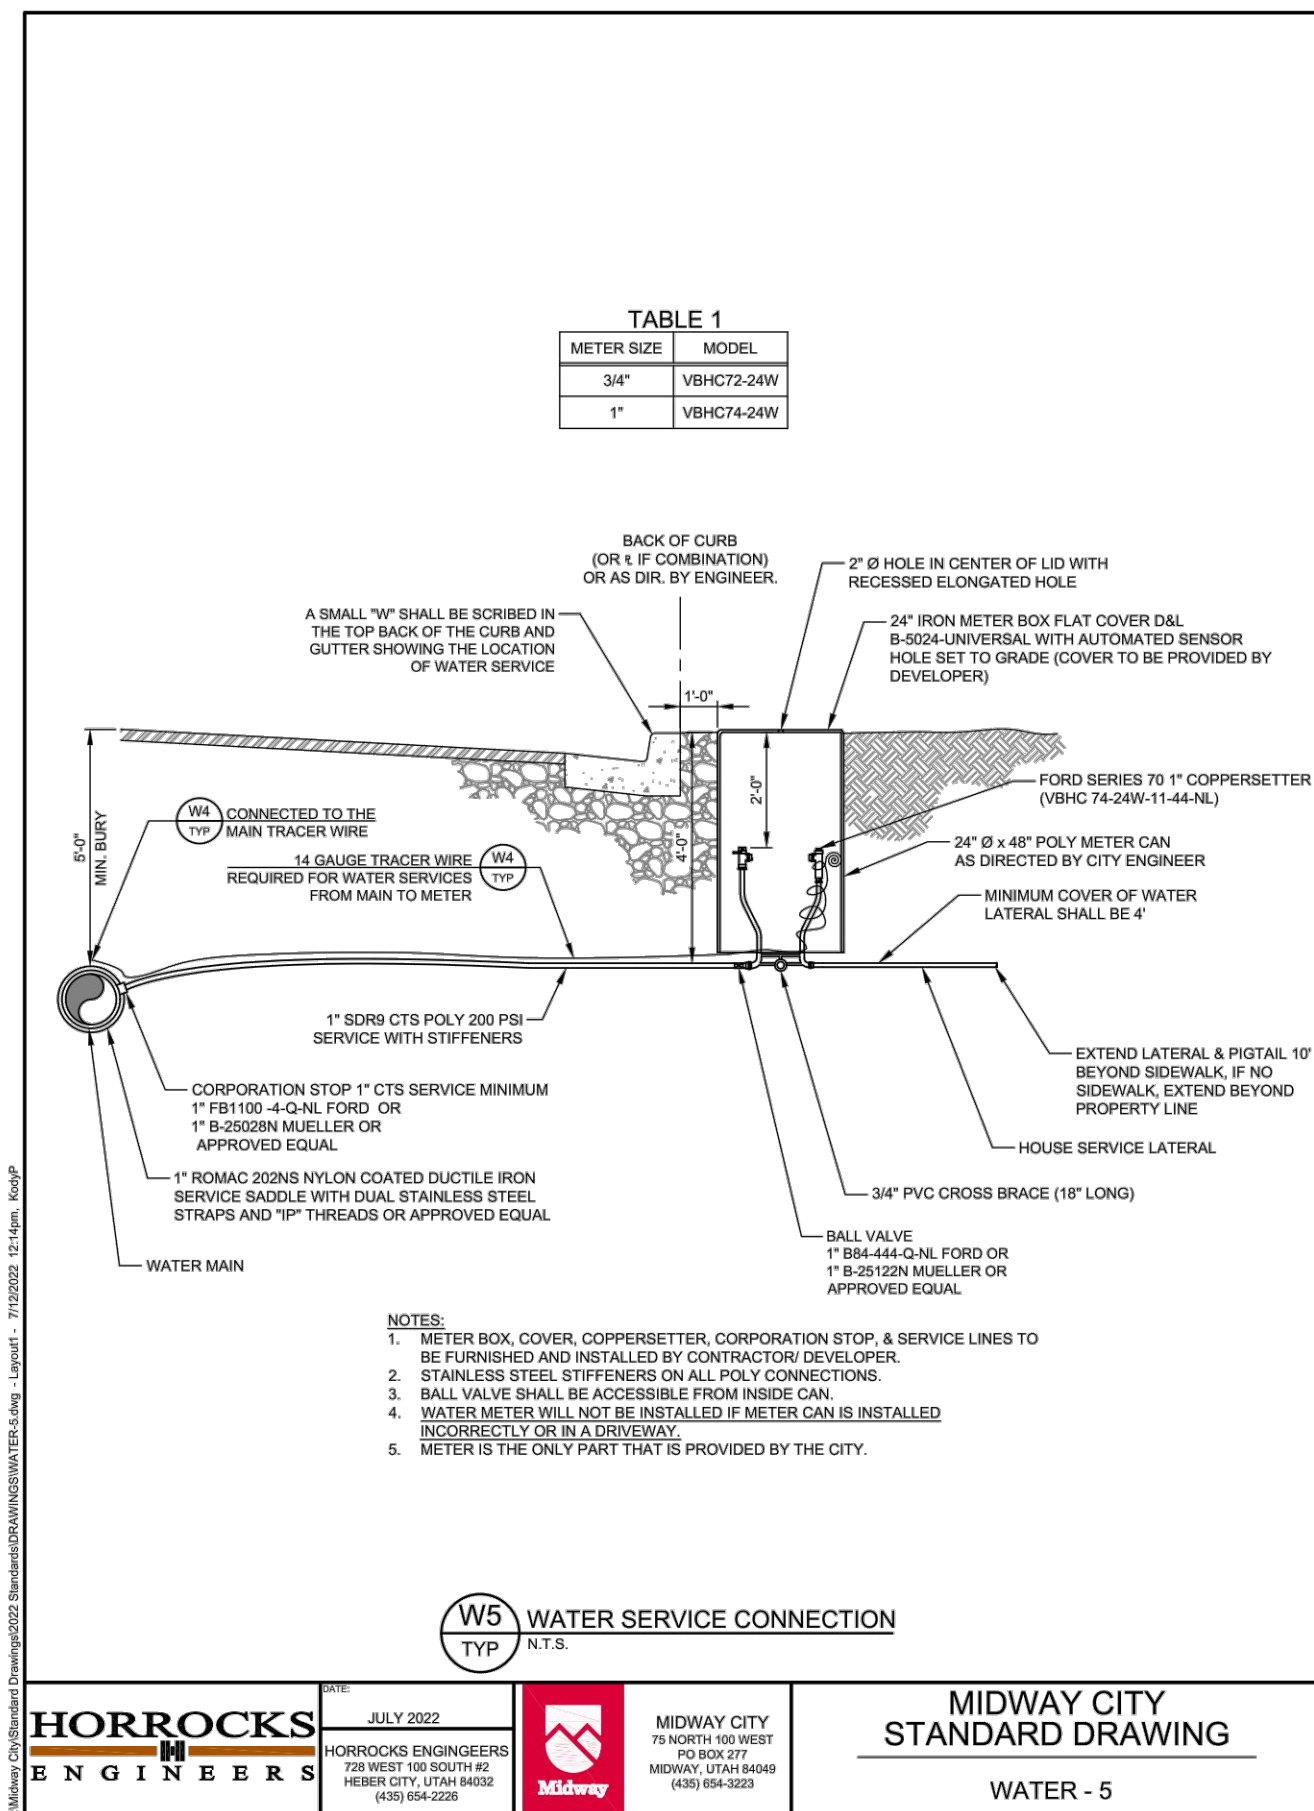 TABLE 1
METER SIZE MODEL
3/4" VBHC72-24W
1" VBHC74-24W
BACK OF CURB
(OR ℞ IF COMBINATION)
OR AS DIR. BY ENGINEER.
2" Ø HOLE IN CENTER OF LID WITH
RECESSED ELONGATED HOLE
A SMALL "W" SHALL BE SCRIBED IN
THE TOP BACK OF THE CURB AND
GUTTER SHOWING THE LOCATION
OF WATER SERVICE
24" IRON METER BOX FLAT COVER D&L
B-5024-UNIVERSAL WITH AUTOMATED SENSOR
HOLE SET TO GRADE (COVER TO BE PROVIDED BY
DEVELOPER)
1'-0"
2'-0"
4'-0"
5'-0"
MIN. BURY
FORD SERIES 70 1" COPPERSETTER
(VBHC 74-24W-11-44-NL)
W4
TYP
CONNECTED TO THE
MAIN TRACER WIRE
24" Ø x 48" POLY METER CAN
AS DIRECTED BY CITY ENGINEER
14 GAUGE TRACER WIRE
REQUIRED FOR WATER SERVICES
FROM MAIN TO METER
W4
TYP
MINIMUM COVER OF WATER
LATERAL SHALL BE 4'
1" SDR9 CTS POLY 200 PSI
SERVICE WITH STIFFENERS
EXTEND LATERAL & PIGTAIL 10'
BEYOND SIDEWALK, IF NO
SIDEWALK, EXTEND BEYOND
PROPERTY LINE
CORPORATION STOP 1" CTS SERVICE MINIMUM
1" FB1100 -4-Q-NL FORD OR
1" B-25028N MUELLER OR
APPROVED EQUAL
HOUSE SERVICE LATERAL
1" ROMAC 202NS NYLON COATED DUCTILE IRON
SERVICE SADDLE WITH DUAL STAINLESS STEEL
STRAPS AND "IP" THREADS OR APPROVED EQUAL
3/4" PVC CROSS BRACE (18" LONG)
WATER MAIN
BALL VALVE
1" B84-444-Q-NL FORD OR
1" B-25122N MUELLER OR
APPROVED EQUAL
NOTES:
1. METER BOX, COVER, COPPERSETTER, CORPORATION STOP, & SERVICE LINES TO
BE FURNISHED AND INSTALLED BY CONTRACTOR/ DEVELOPER.
2. STAINLESS STEEL STIFFENERS ON ALL POLY CONNECTIONS.
3. BALL VALVE SHALL BE ACCESSIBLE FROM INSIDE CAN.
4. WATER METER WILL NOT BE INSTALLED IF METER CAN IS INSTALLED
INCORRECTLY OR IN A DRIVEWAY.
5. METER IS THE ONLY PART THAT IS PROVIDED BY THE CITY.
W5
TYP
WATER SERVICE CONNECTION
N.T.S.
HORROCKS
ENGINEERS
DATE:
JULY 2022
HORROCKS ENGINGEERS
728 WEST 100 SOUTH #2
HEBER CITY, UTAH 84032
(435) 654-2226
Midway
MIDWAY CITY
75 NORTH 100 WEST
PO BOX 277
MIDWAY, UTAH 84049
(435) 654-3223
MIDWAY CITY
STANDARD DRAWING
WATER - 5
:\Midway City\Standard Drawings\2022 Standards\DRAWINGS\WATER-5.dwg - Layout1 - 7/12/2022 12:14pm, KodyP